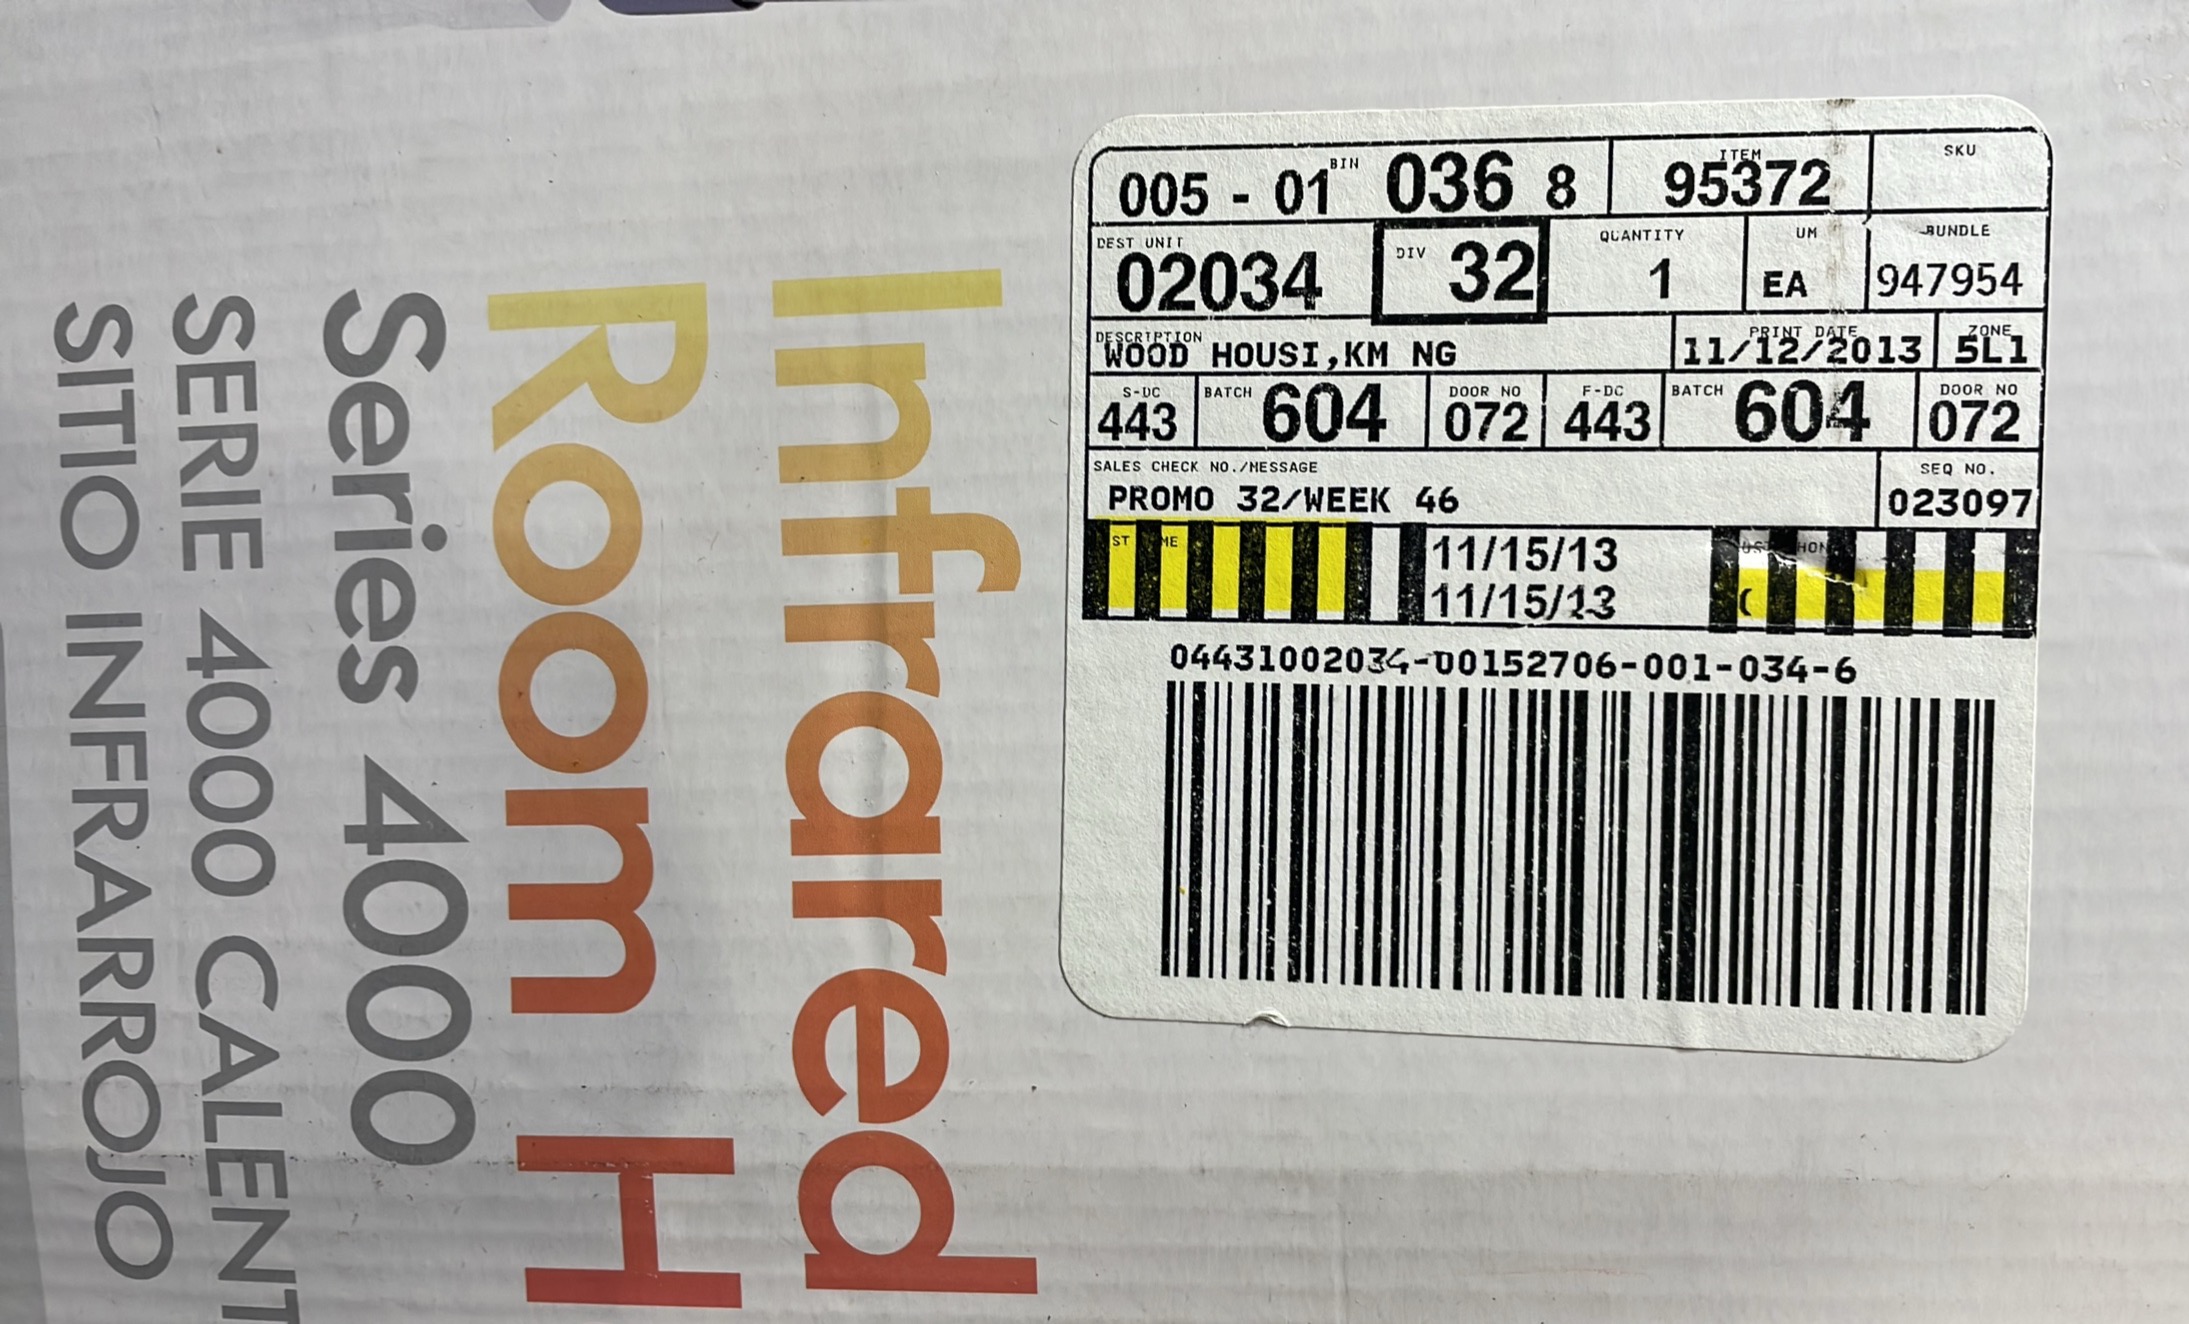 Infrared
Room H
Series 4000
SERIE 4000 CALENT
SITIO INFRARROJO
BIN ITEM SKU
005 - 01 036 8 95372
DEST UNIT DIV QUANTITY UM BUNDLE
02034 32 1 EA 947954
DESCRIPTION PRINT DATE ZONE
WOOD HOUSI,KM NG 11/12/2013 5L1
S-DC BATCH DOOR NO F-DC BATCH DOOR NO
443 604 072 443 604 072
SALES CHECK NO./MESSAGE SEQ NO.
PROMO 32/WEEK 46 023097
11/15/13
11/15/13
04431002034-00152706-001-034-6